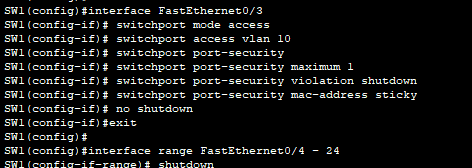 SW1(config)#interface FastEthernet0/3
SW1(config-if)# switchport mode access
SW1(config-if)# switchport access vlan 10
SW1(config-if)# switchport port-security
SW1(config-if)# switchport port-security maximum 1
SW1(config-if)# switchport port-security violation shutdown
SW1(config-if)# switchport port-security mac-address sticky
SW1(config-if)# no shutdown
SW1(config-if)#exit
SW1(config)#
SW1(config)#interface range FastEthernet0/4 - 24
SW1(config-if-range)# shutdown